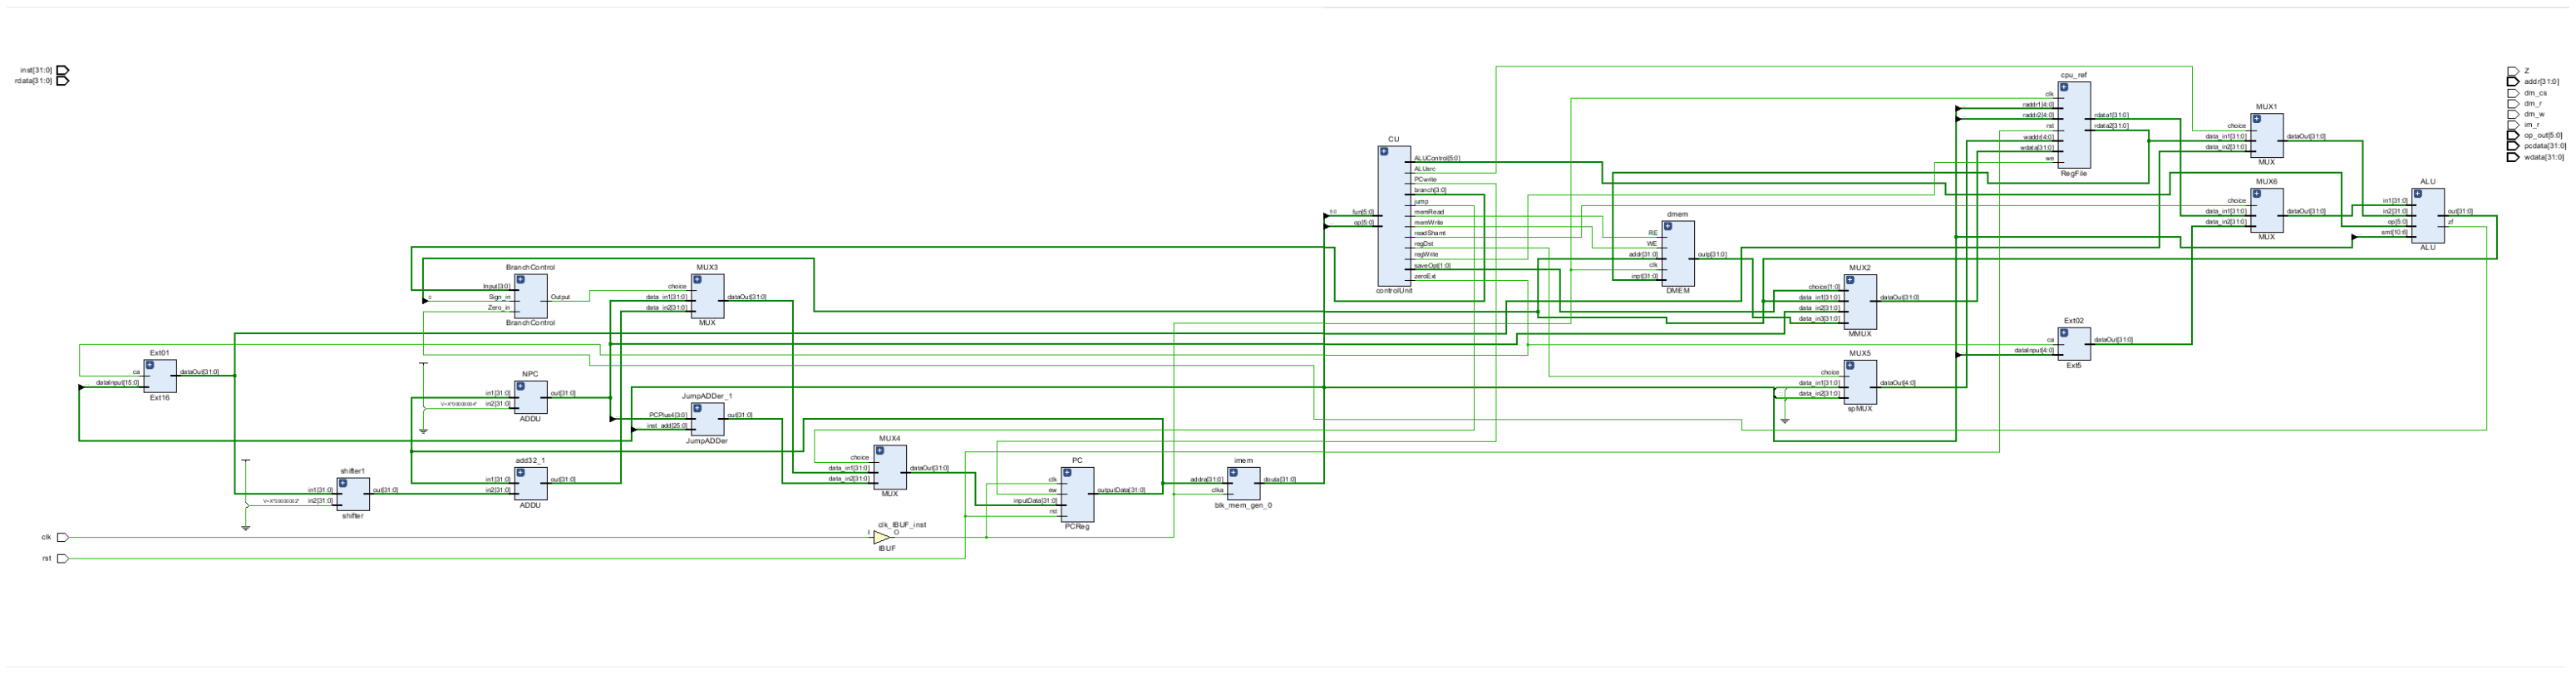 inst[31:0]
rdata[31:0]
clk
rst
Ext01
ca
dataInput[15:0]
dataOut[31:0]
Ext16
shifter1
in1[31:0]
V=X"00000002"
in2[31:0]
out[31:0]
shifter
BranchControl
Input[3:0]
Sign_in
Zero_in
Output
BranchControl
NPC
in1[31:0]
V=X"00000004"
in2[31:0]
out[31:0]
ADDU
add32_1
in1[31:0]
in2[31:0]
out[31:0]
ADDU
MUX3
choice
data_in1[31:0]
data_in2[31:0]
dataOut[31:0]
MUX
JumpADDer_1
PCPlus4[3:0]
inst_add[25:0]
out[31:0]
JumpADDer
MUX4
choice
data_in1[31:0]
data_in2[31:0]
dataOut[31:0]
MUX
clk_IBUF_inst
I
O
IBUF
PC
clk
ew
inputData[31:0]
rst
outputData[31:0]
PCReg
imem
addra[31:0]
clka
douta[31:0]
blk_mem_gen_0
CU
5:0
fun[5:0]
op[5:0]
ALUControl[5:0]
ALUsrc
PCwrite
branch[3:0]
jump
memRead
memWrite
readShamt
regDst
regWrite
saveOpt[1:0]
zeroExt
controlUnit
dmem
RE
WE
addr[31:0]
clk
inpt[31:0]
outp[31:0]
DMEM
MUX2
choice[1:0]
data_in1[31:0]
data_in2[31:0]
data_in3[31:0]
dataOut[31:0]
MMUX
MUX5
choice
data_in1[31:0]
data_in2[31:0]
dataOut[4:0]
spMUX
cpu_ref
clk
raddr1[4:0]
raddr2[4:0]
rst
waddr[4:0]
wdata[31:0]
we
rdata1[31:0]
rdata2[31:0]
RegFile
Ext02
ca
dataInput[4:0]
dataOut[31:0]
Ext5
MUX1
choice
data_in1[31:0]
data_in2[31:0]
dataOut[31:0]
MUX
MUX6
choice
data_in1[31:0]
data_in2[31:0]
dataOut[31:0]
MUX
ALU
in1[31:0]
in2[31:0]
op[5:0]
smt[10:6]
out[31:0]
zf
ALU
Z
addr[31:0]
dm_cs
dm_r
dm_w
im_r
op_out[5:0]
pcdata[31:0]
wdata[31:0]